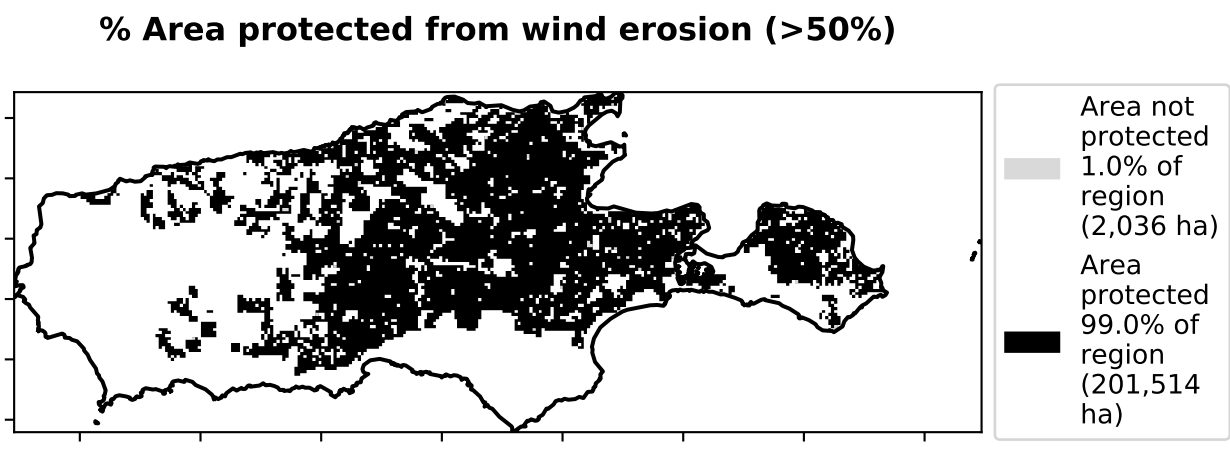 % Area protected from wind erosion (>50%)
Area not
protected
1.0% of
region
(2,036 ha)
Area
protected
99.0% of
region
(201,514
ha)